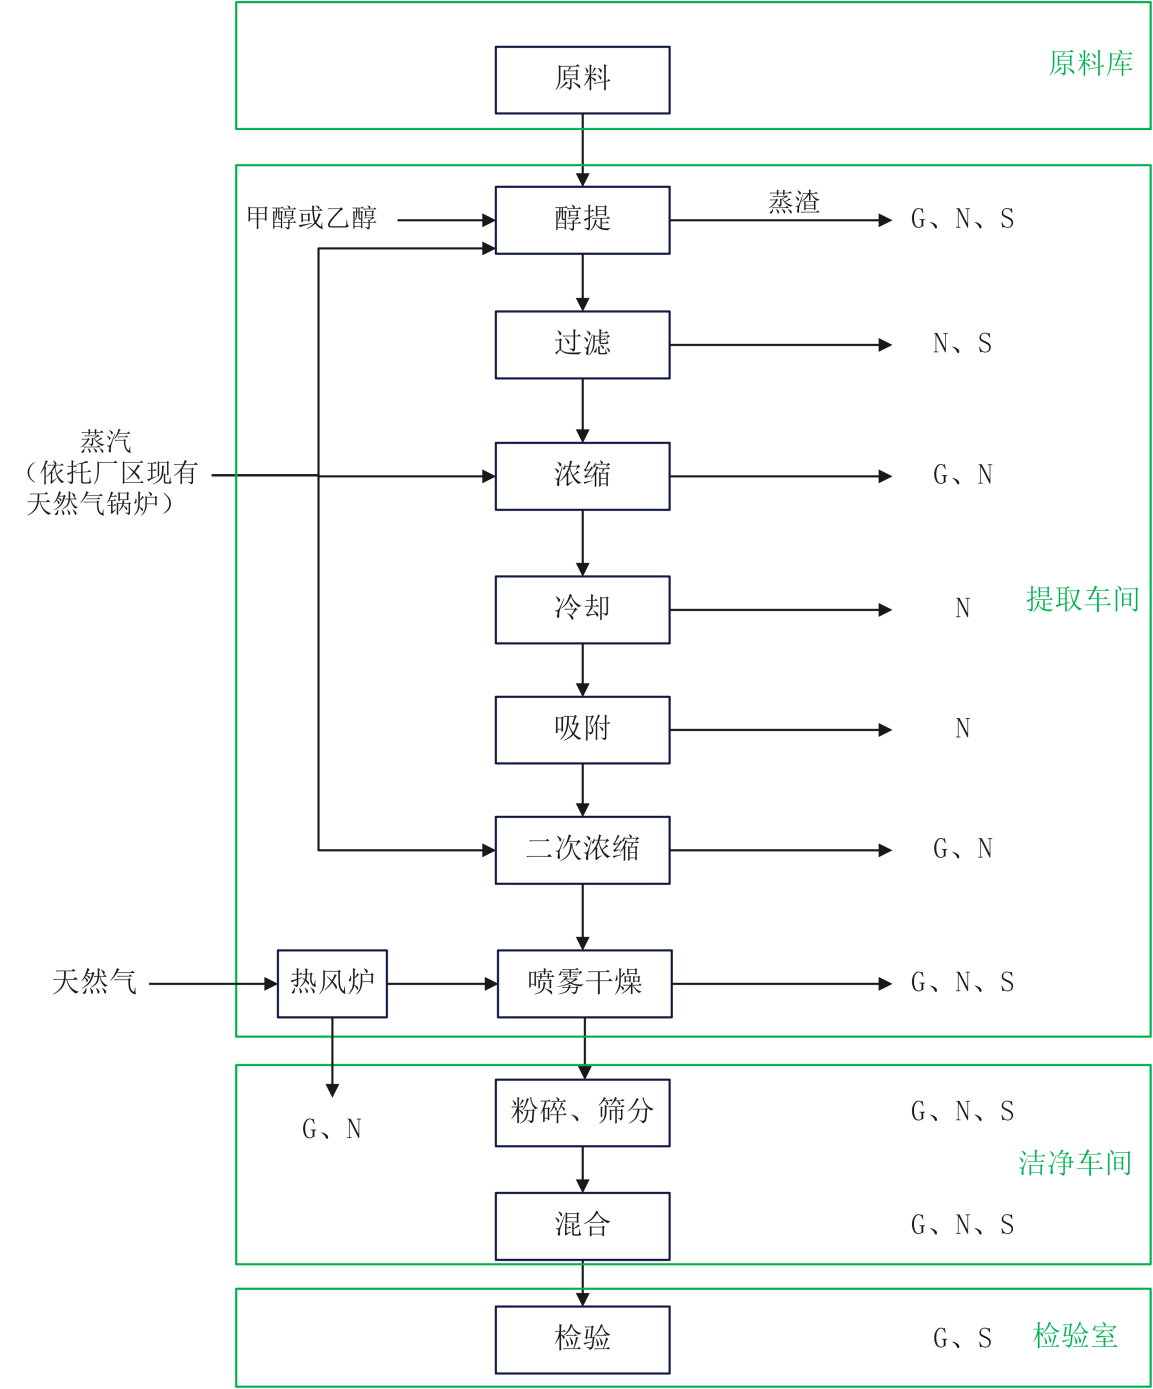 原料库
原料
甲醇或乙醇
醇提
蒸渣
G、N、S
过滤
N、S
蒸汽
（依托厂区现有
天然气锅炉）
浓缩
G、N
冷却
N
提取车间
吸附
N
二次浓缩
G、N
天然气
热风炉
喷雾干燥
G、N、S
G、N
粉碎、筛分
G、N、S
洁净车间
混合
G、N、S
检验
G、S
检验室